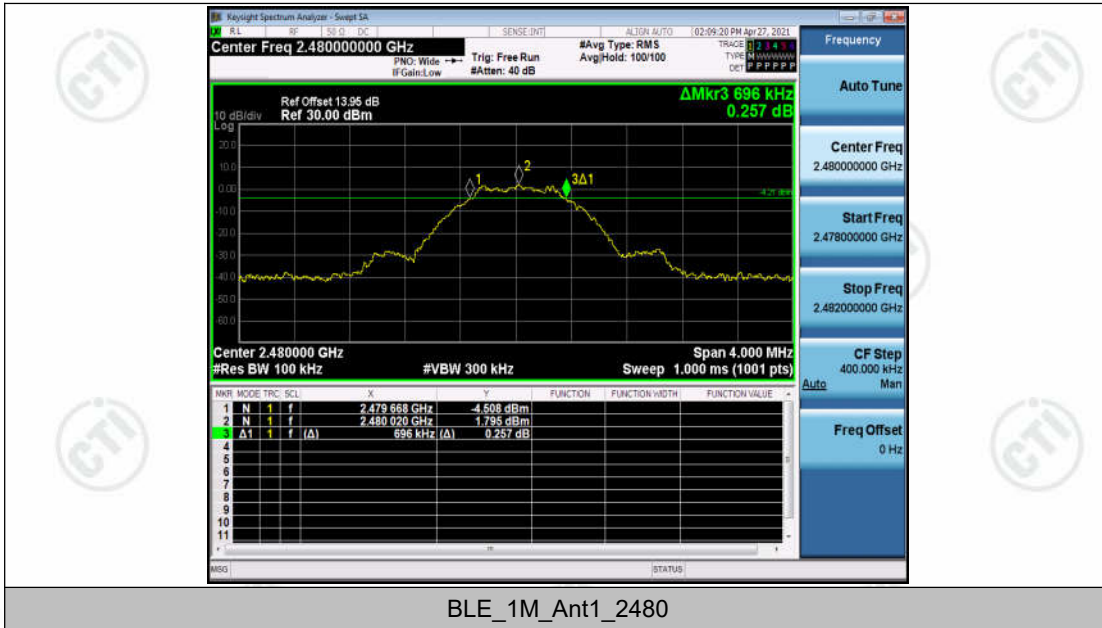 Keysight Spectrum Analyzer - Swept SA
RL RF 50 Ω DC SENSE:INT ALIGN AUTO 02:09:20 PM Apr 27, 2021
Center Freq 2.480000000 GHz
PNO: Wide
IFGain:Low
Trig: Free Run
#Atten: 40 dB
#Avg Type: RMS
Avg|Hold: 100/100
TRACE 1 2 3 4 5 6
TYPE M W W W W W
DET P P P P P P
ΔMkr3 696 kHz
0.257 dB
Ref Offset 13.95 dB
10 dB/div Ref 30.00 dBm
Log
20.0
10.0
0.00
-10.0
-20.0
-30.0
-40.0
-50.0
-60.0
1
2
3Δ1
-4.21 dBm
Center 2.480000 GHz Span 4.000 MHz
#Res BW 100 kHz #VBW 300 kHz Sweep 1.000 ms (1001 pts)
MKR MODE TRC SCL X Y FUNCTION FUNCTION WIDTH FUNCTION VALUE
1 N 1 f 2.479 668 GHz -4.508 dBm
2 N 1 f 2.480 020 GHz 1.795 dBm
3 Δ1 1 f (Δ) 696 kHz (Δ) 0.257 dB
4
5
6
7
8
9
10
11
MSG STATUS
Frequency
Auto Tune
Center Freq
2.480000000 GHz
Start Freq
2.478000000 GHz
Stop Freq
2.482000000 GHz
CF Step
400.000 kHz
Auto Man
Freq Offset
0 Hz
CTI
CTI
CTI
CTI
BLE_1M_Ant1_2480